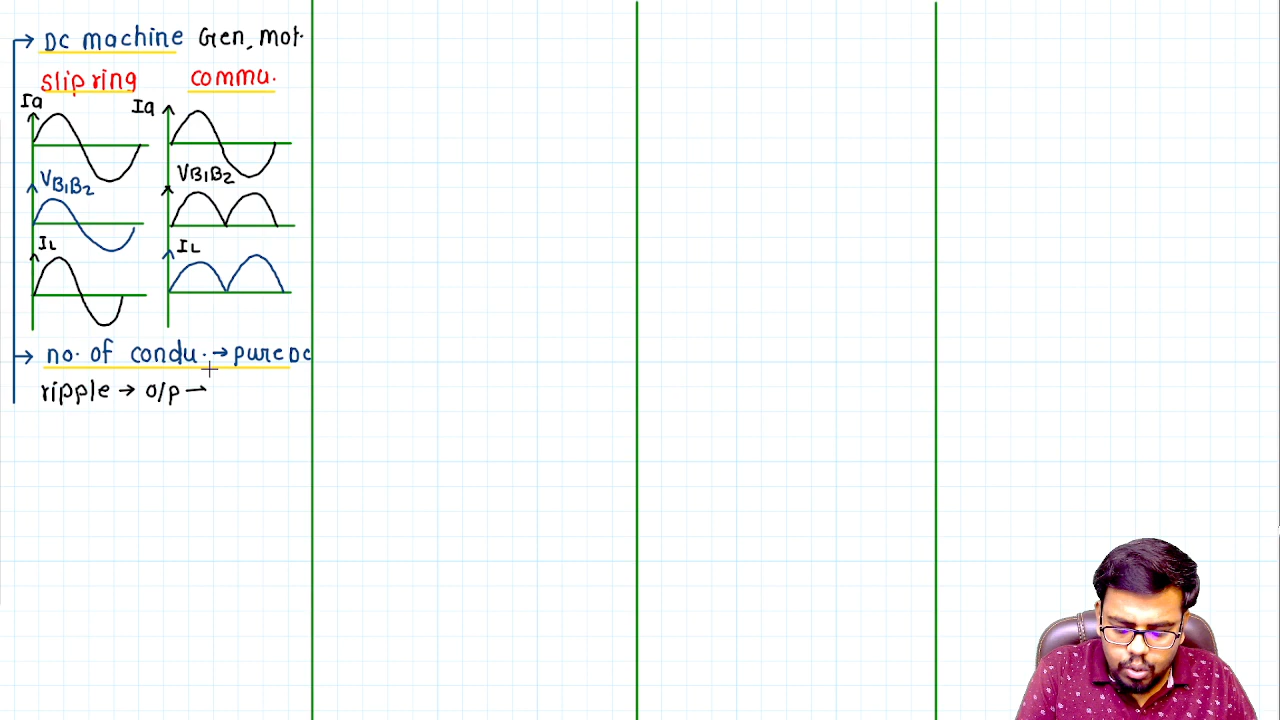 → DC machine Gen, mot.
slip ring commu.
Ia Ia
VB1B2 VB1B2
IL IL
→ no. of condu. → pure DC
ripple → o/p →